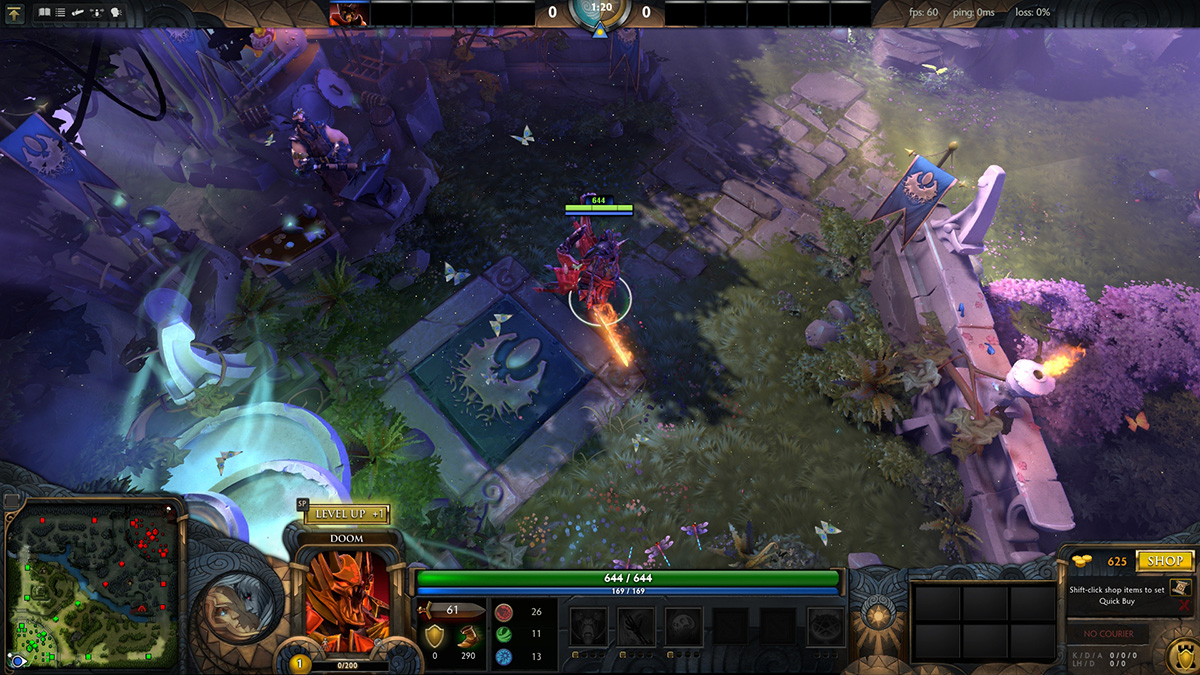 0
1:20
0
fps: 60 ping: 0ms loss: 0%
644
SP
LEVEL UP +1
DOOM
644 / 644
169 / 169
61
26
11
13
0
290
1
0/200
625
SHOP
Shift-click shop items to set
Quick Buy
NO COURIER
K / D / A 0 / 0 / 0
LH / D 0 / 0